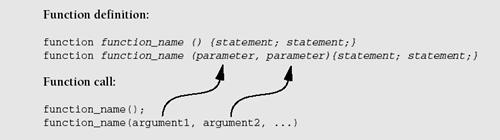 Function definition:
function function_name () {statement; statement;}
function function_name (parameter, parameter){statement; statement;}
Function call:
function_name();
function_name(argument1, argument2, ...)